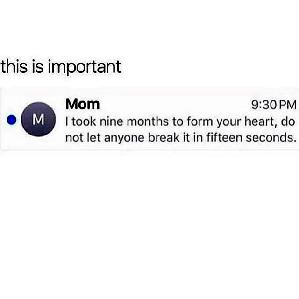 this is important
Mom 9:30 PM
M I took nine months to form your heart, do
not let anyone break it in fifteen seconds.